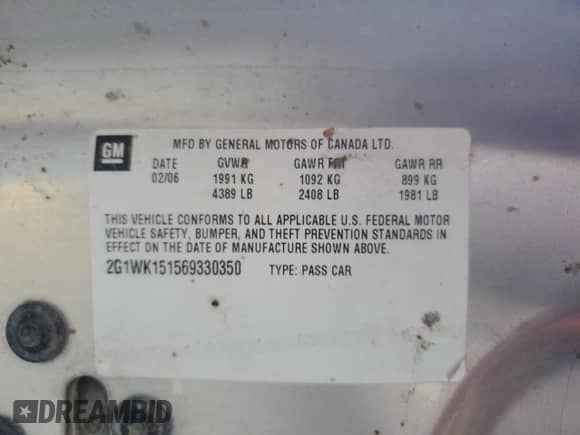 GM
MFD BY GENERAL MOTORS OF CANADA LTD.
DATE GVWR GAWR FRT GAWR RR
02/06 1991 KG 1092 KG 899 KG
4389 LB 2408 LB 1981 LB
THIS VEHICLE CONFORMS TO ALL APPLICABLE U.S. FEDERAL MOTOR
VEHICLE SAFETY, BUMPER, AND THEFT PREVENTION STANDARDS IN
EFFECT ON THE DATE OF MANUFACTURE SHOWN ABOVE.
2G1WK151569330350 TYPE: PASS CAR
DREAMBID